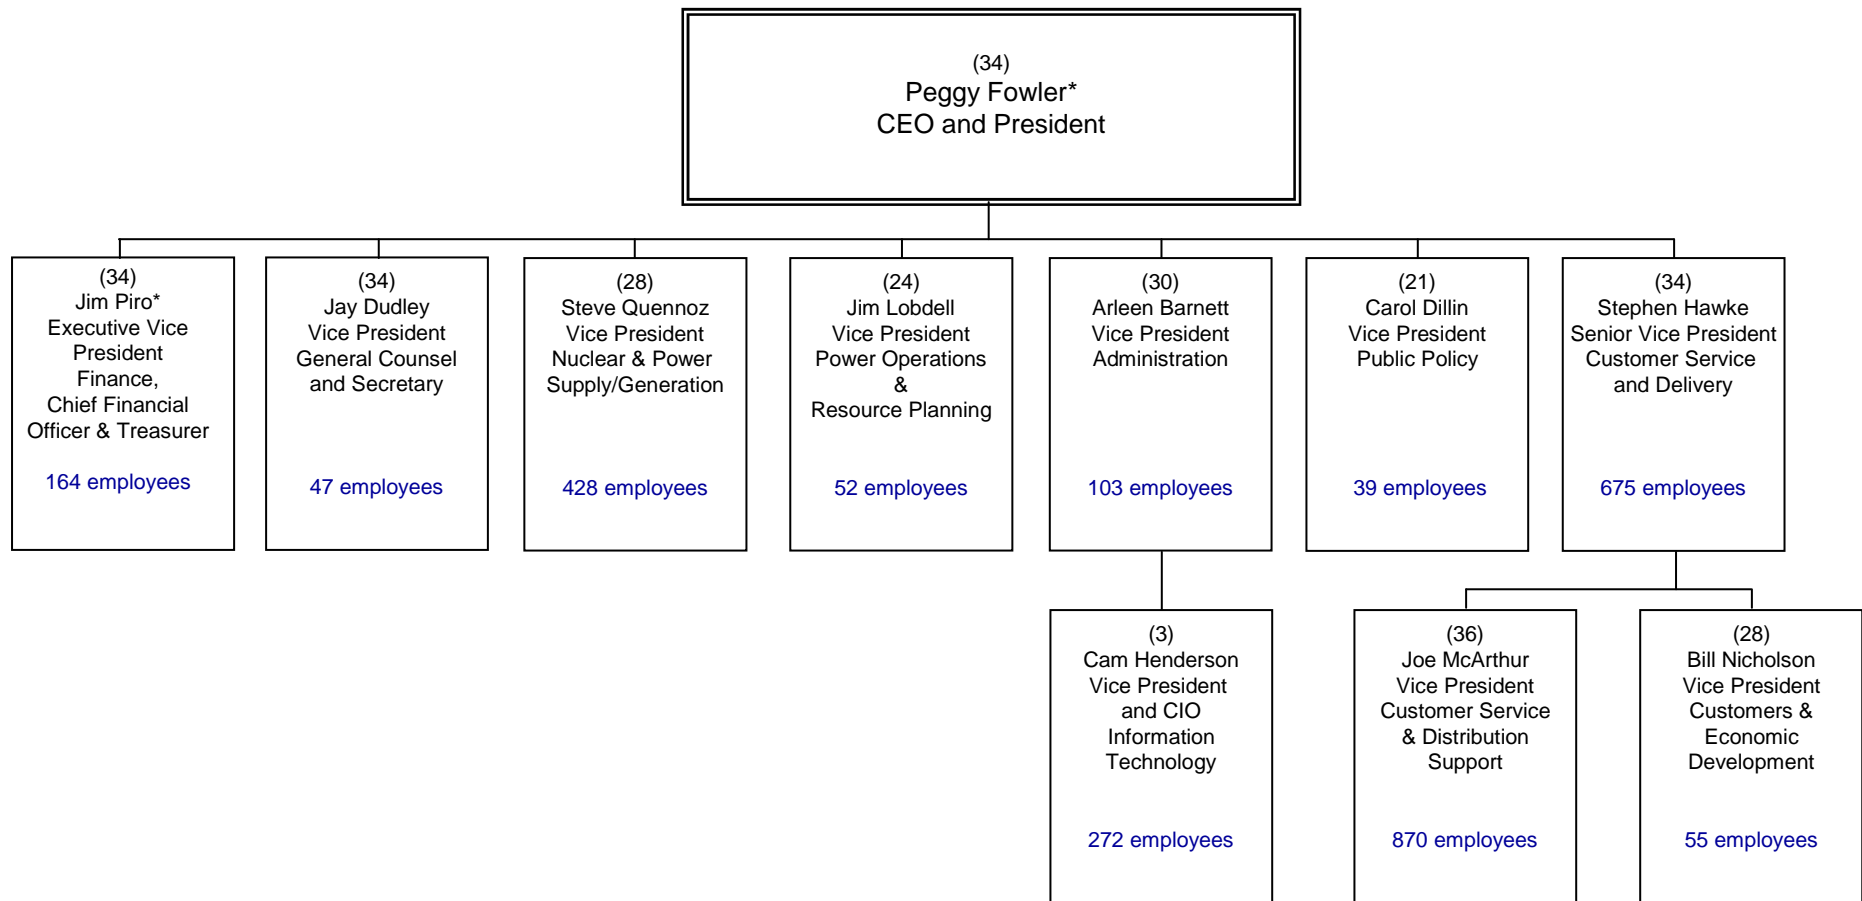 (34)
Peggy Fowler*
CEO and President
(34)
Jim Piro*
Executive Vice
President
Finance,
Chief Financial
Officer & Treasurer
164 employees
(34)
Jay Dudley
Vice President
General Counsel
and Secretary
47 employees
(28)
Steve Quennoz
Vice President
Nuclear & Power
Supply/Generation
428 employees
(24)
Jim Lobdell
Vice President
Power Operations
&
Resource Planning
52 employees
(30)
Arleen Barnett
Vice President
Administration
103 employees
(21)
Carol Dillin
Vice President
Public Policy
39 employees
(34)
Stephen Hawke
Senior Vice President
Customer Service
and Delivery
675 employees
(3)
Cam Henderson
Vice President
and CIO
Information
Technology
272 employees
(36)
Joe McArthur
Vice President
Customer Service
& Distribution
Support
870 employees
(28)
Bill Nicholson
Vice President
Customers &
Economic
Development
55 employees